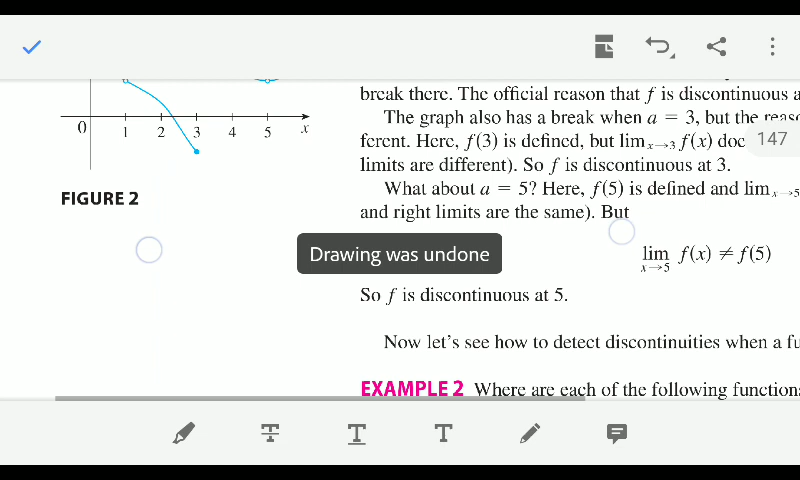 break there. The official reason that f is discontinuous a
The graph also has a break when a = 3, but the reaso
ferent. Here, f(3) is defined, but lim x→3 f(x) doe
147
limits are different). So f is discontinuous at 3.
What about a = 5? Here, f(5) is defined and lim x→5
and right limits are the same). But
lim x→5 f(x) ≠ f(5)
So f is discontinuous at 5.
Now let's see how to detect discontinuities when a fu
EXAMPLE 2 Where are each of the following functions
0 1 2 3 4 5 x
FIGURE 2
Drawing was undone
T T T